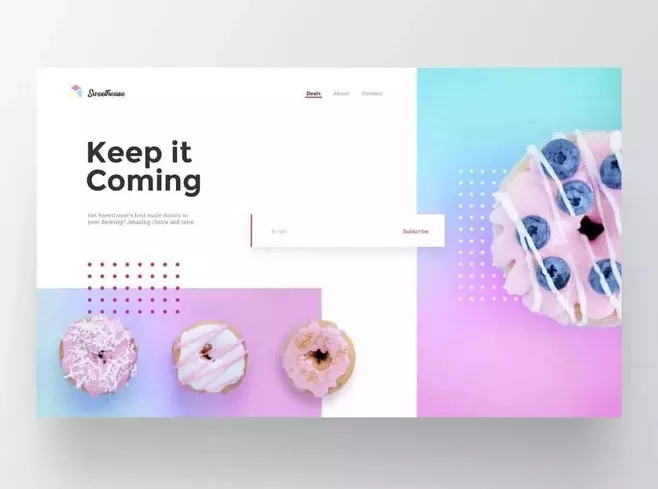 Sweethouse
Deals About Contact
Keep it
Coming
Get Sweethouse's best made donuts to
your doorstep! Amazing choice and taste
Email Subscribe